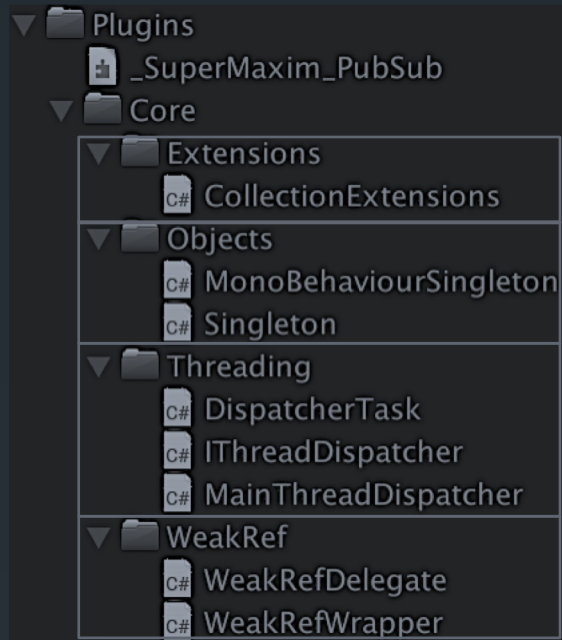 Plugins
_SuperMaxim_PubSub
Core
Extensions
C# CollectionExtensions
Objects
C# MonoBehaviourSingleton
C# Singleton
Threading
C# DispatcherTask
C# IThreadDispatcher
C# MainThreadDispatcher
WeakRef
C# WeakRefDelegate
C# WeakRefWrapper